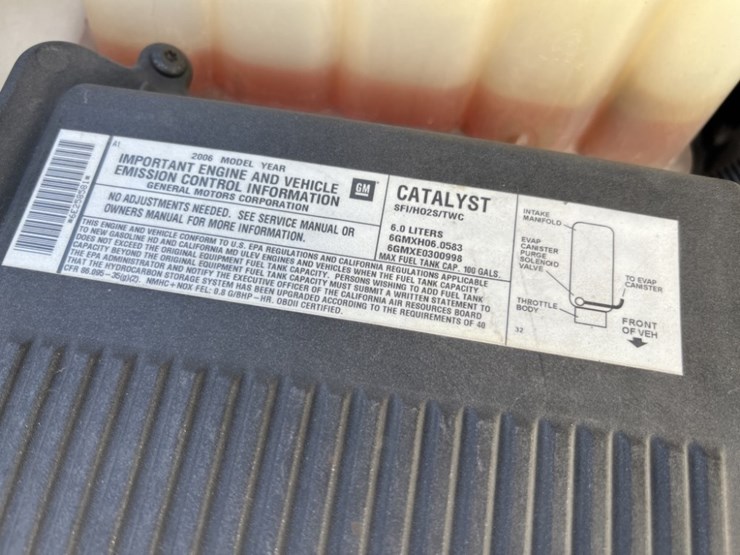 A1
2006 MODEL YEAR
IMPORTANT ENGINE AND VEHICLE
EMISSION CONTROL INFORMATION
GENERAL MOTORS CORPORATION
GM
NO ADJUSTMENTS NEEDED. SEE SERVICE MANUAL OR
OWNERS MANUAL FOR MORE INFORMATION.
CATALYST
SFI/HO2S/TWC
6.0 LITERS
6GMXH06.0583
6GMXE0300998
MAX FUEL TANK CAP. 100 GALS.
THIS ENGINE AND VEHICLE CONFORM TO U.S. EPA REGULATIONS AND CALIFORNIA REGULATIONS APPLICABLE
TO NEW GASOLINE HD AND CALIFORNIA MD ULEV ENGINES AND VEHICLES WHEN THE FUEL TANK CAPACITY
DOES NOT EXCEED THE ORIGINAL EQUIPMENT FUEL TANK CAPACITY. PERSONS WISHING TO ADD FUEL TANK
CAPACITY BEYOND THE ORIGINAL EQUIPMENT FUEL TANK CAPACITY MUST SUBMIT A WRITTEN STATEMENT TO
THE EPA ADMINISTRATOR AND NOTIFY THE EXECUTIVE OFFICER OF THE CALIFORNIA AIR RESOURCES BOARD
THAT THE HYDROCARBON STORAGE SYSTEM HAS BEEN UPGRADED ACCORDING TO THE REQUIREMENTS OF 40
CFR 86.096-35(g)(2). NMHC+NOX FEL: 0.8 G/BHP-HR. OBDII CERTIFIED.
INTAKE
MANIFOLD
EVAP
CANISTER
PURGE
SOLENOID
VALVE
THROTTLE
BODY
TO EVAP
CANISTER
FRONT
OF VEH
32